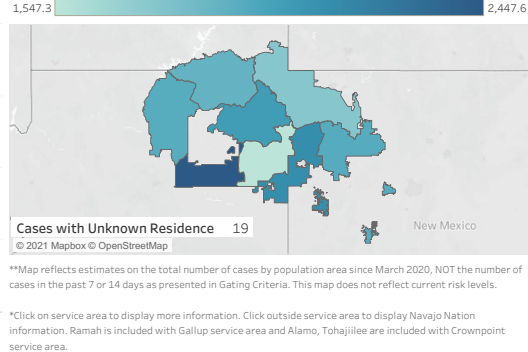 1,547.3 2,447.6
Cases with Unknown Residence 19
New Mexico
© 2021 Mapbox © OpenStreetMap
**Map reflects estimates on the total number of cases by population area since March 2020, NOT the number of
cases in the past 7 or 14 days as presented in Gating Criteria. This map does not reflect current risk levels.
*Click on service area to display more information. Click outside service area to display Navajo Nation
information. Ramah is included with Gallup service area and Alamo, Tohajiilee are included with Crownpoint
service area.